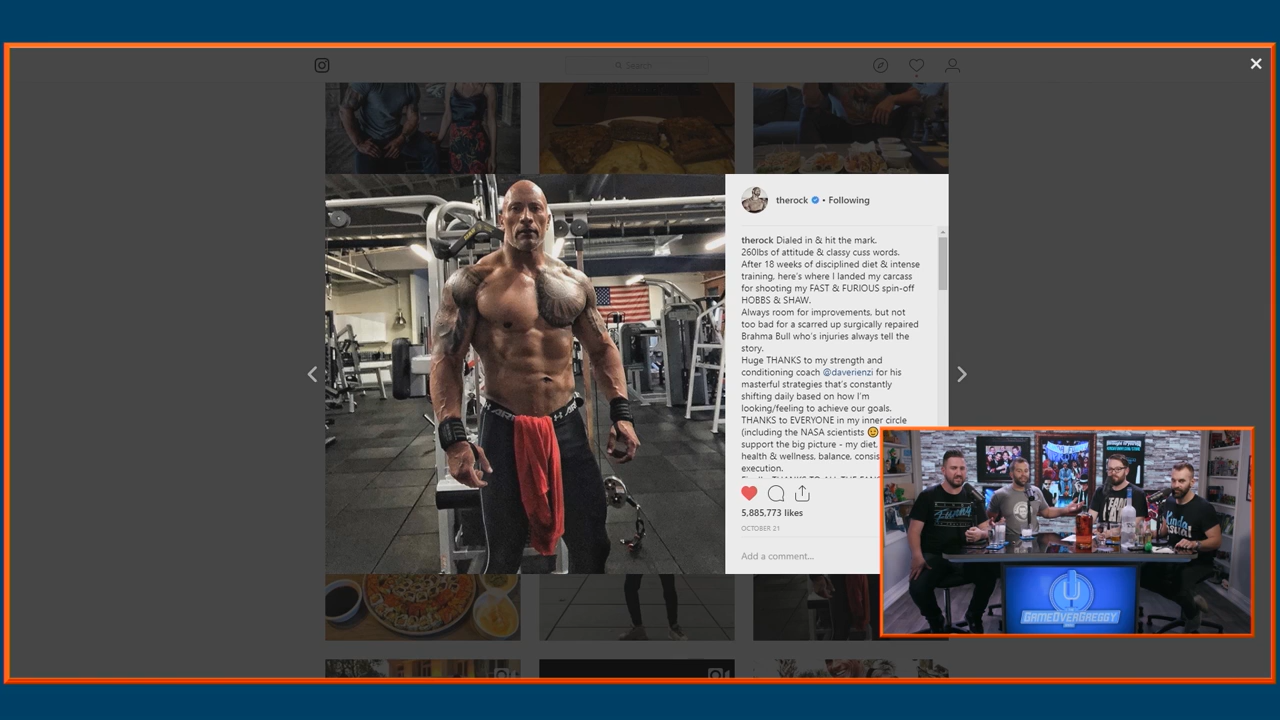 Search
therock • Following
therock Dialed in & hit the mark.
260lbs of attitude & classy cuss words.
After 18 weeks of disciplined diet & intense
training, here's where I landed my carcass
for shooting my FAST & FURIOUS spin-off
HOBBS & SHAW.
Always room for improvements, but not
too bad for a scarred up surgically repaired
Brahma Bull who's injuries always tell the
story.
Huge THANKS to my strength and
conditioning coach @daverienzi for his
masterful strategies that's constantly
shifting daily based on how I'm
looking/feeling to achieve our goals.
THANKS to EVERYONE in my inner circle
(including the NASA scientists 😊
support the big picture - my diet,
health & wellness, balance, consis
execution.
5,885,773 likes
OCTOBER 21
Add a comment...
GAMEOVERGREGGY